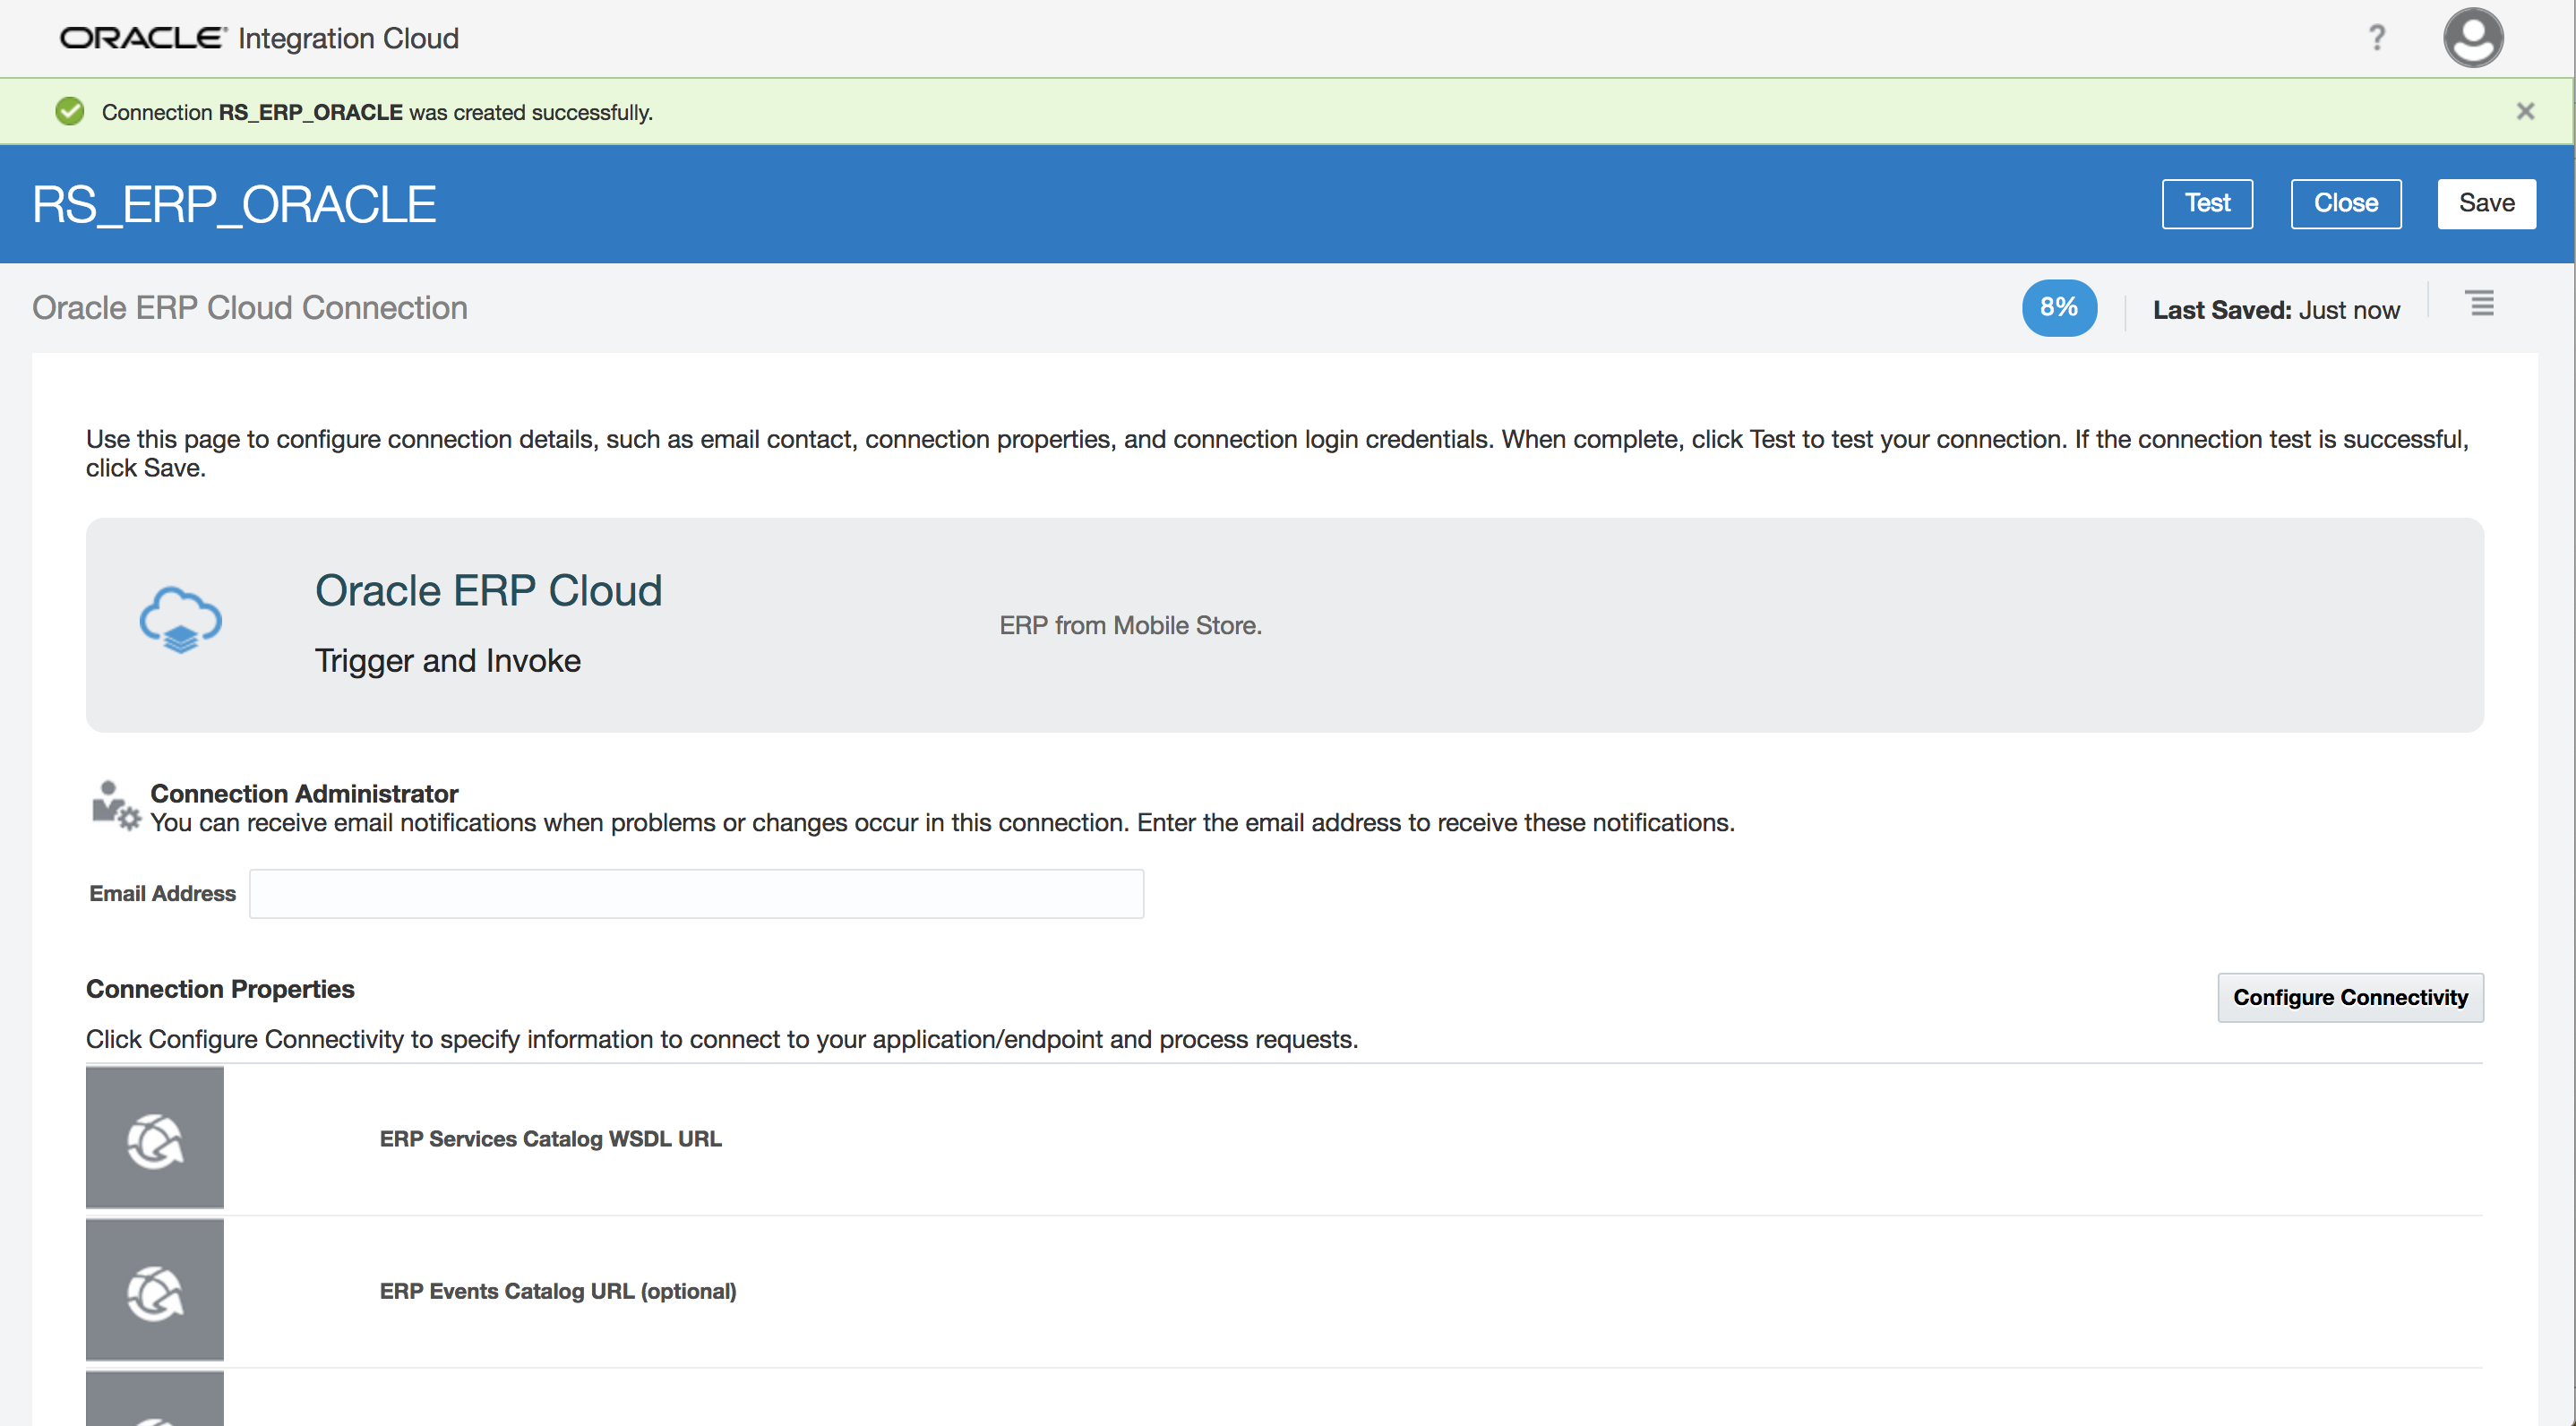 ORACLE® Integration Cloud
?
Connection RS_ERP_ORACLE was created successfully.
RS_ERP_ORACLE
Test
Close
Save
Oracle ERP Cloud Connection
8%
Last Saved: Just now
Use this page to configure connection details, such as email contact, connection properties, and connection login credentials. When complete, click Test to test your connection. If the connection test is successful,
click Save.
Oracle ERP Cloud
ERP from Mobile Store.
Trigger and Invoke
Connection Administrator
You can receive email notifications when problems or changes occur in this connection. Enter the email address to receive these notifications.
Email Address
Connection Properties
Configure Connectivity
Click Configure Connectivity to specify information to connect to your application/endpoint and process requests.
ERP Services Catalog WSDL URL
ERP Events Catalog URL (optional)